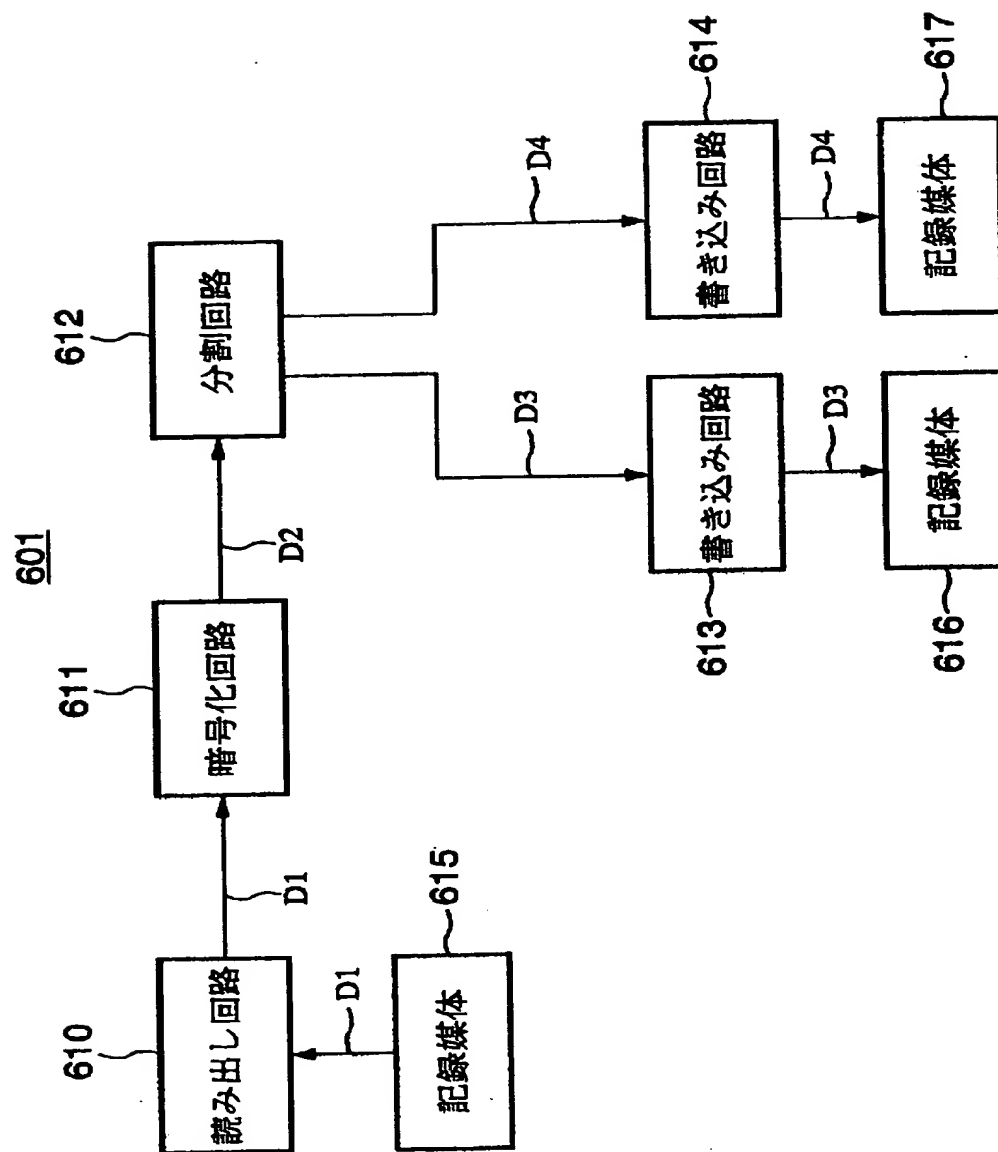 601
610
読み出し回路
D1
611
暗号化回路
D2
612
分割回路
D1
615
記録媒体
D3
D4
613
書き込み回路
614
書き込み回路
D3
D4
616
記録媒体
617
記録媒体